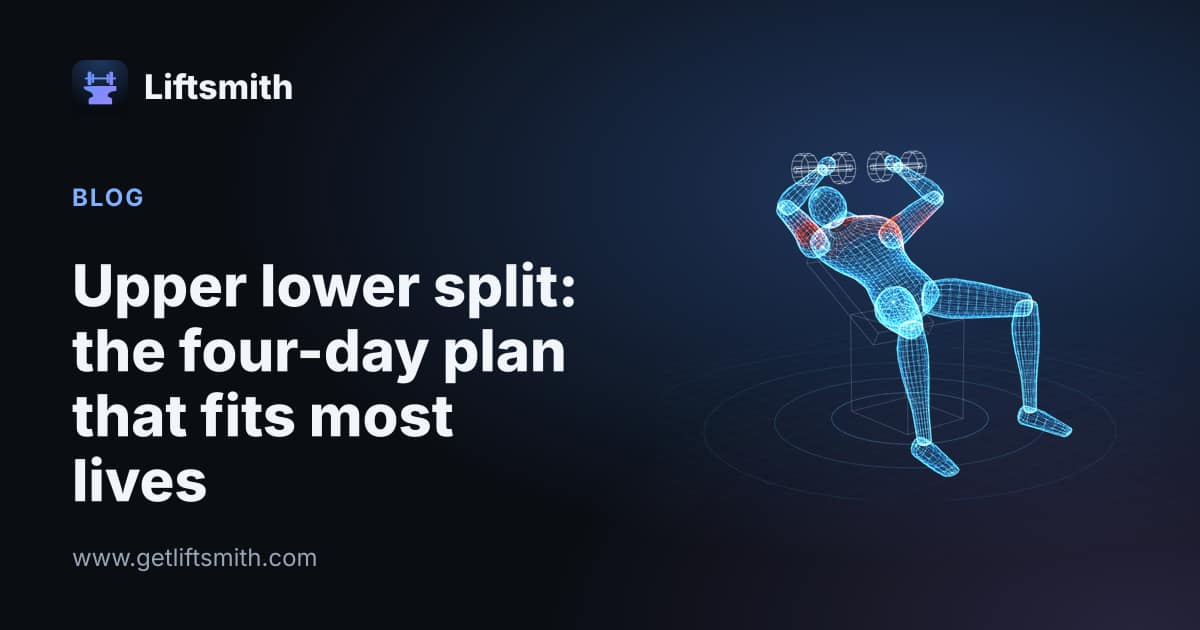 Liftsmith
BLOG
Upper lower split:
the four-day plan
that fits most
lives
www.getliftsmith.com